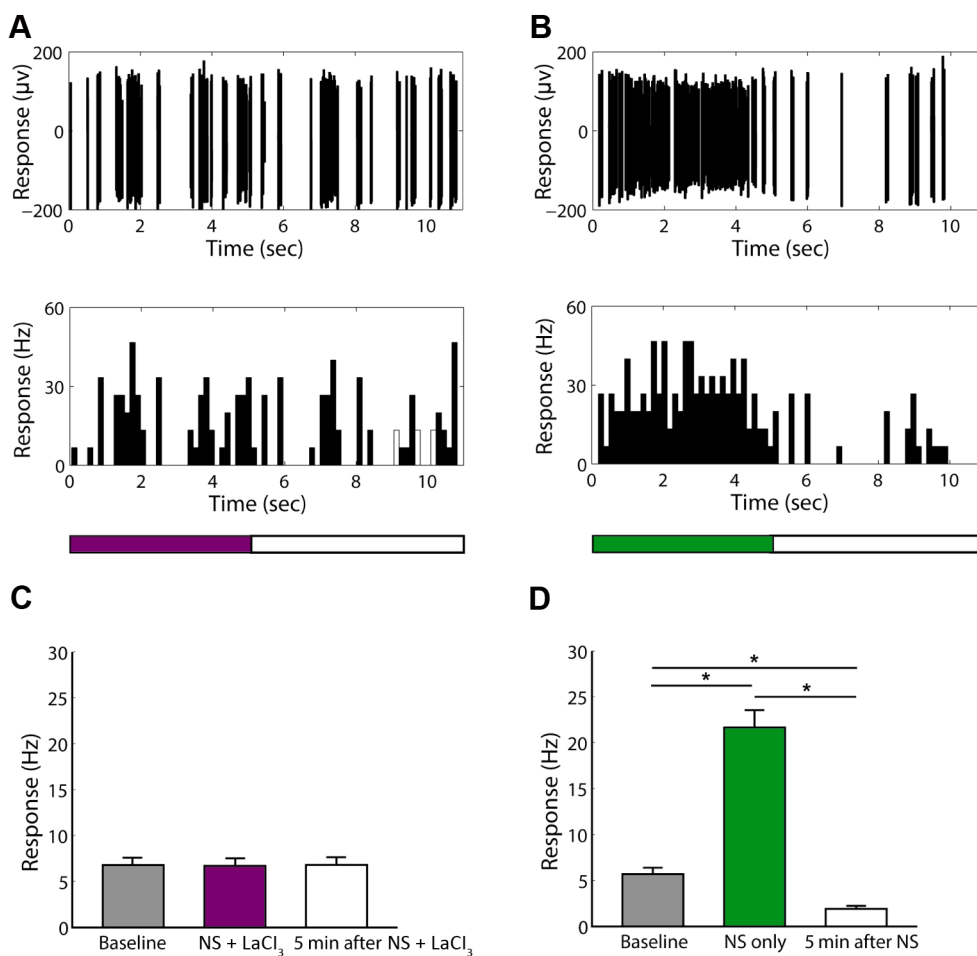 A
200
0
−200
Response (μv)
0 2 4 6 8 10
Time (sec)
60
30
0
Response (Hz)
0 2 4 6 8 10
Time (sec)
B
200
0
−200
Response (μv)
0 2 4 6 8 10
Time (sec)
60
30
0
Response (Hz)
0 2 4 6 8 10
Time (sec)
C
30
25
20
15
10
5
0
Response (Hz)
Baseline NS + LaCl₃ 5 min after NS + LaCl₃
D
30
25
20
15
10
5
0
Response (Hz)
*
* *
Baseline NS only 5 min after NS